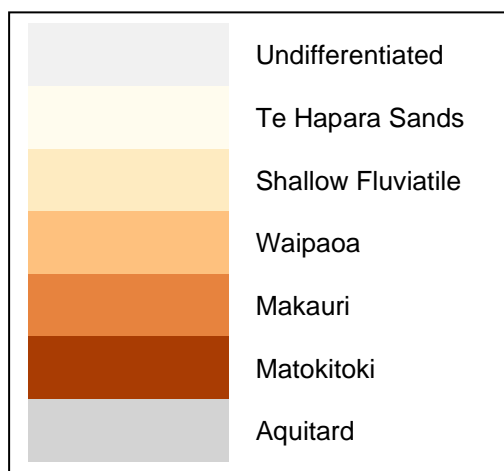 Undifferentiated
Te Hapara Sands
Shallow Fluviatile
Waipaoa
Makauri
Matokitoki
Aquitard